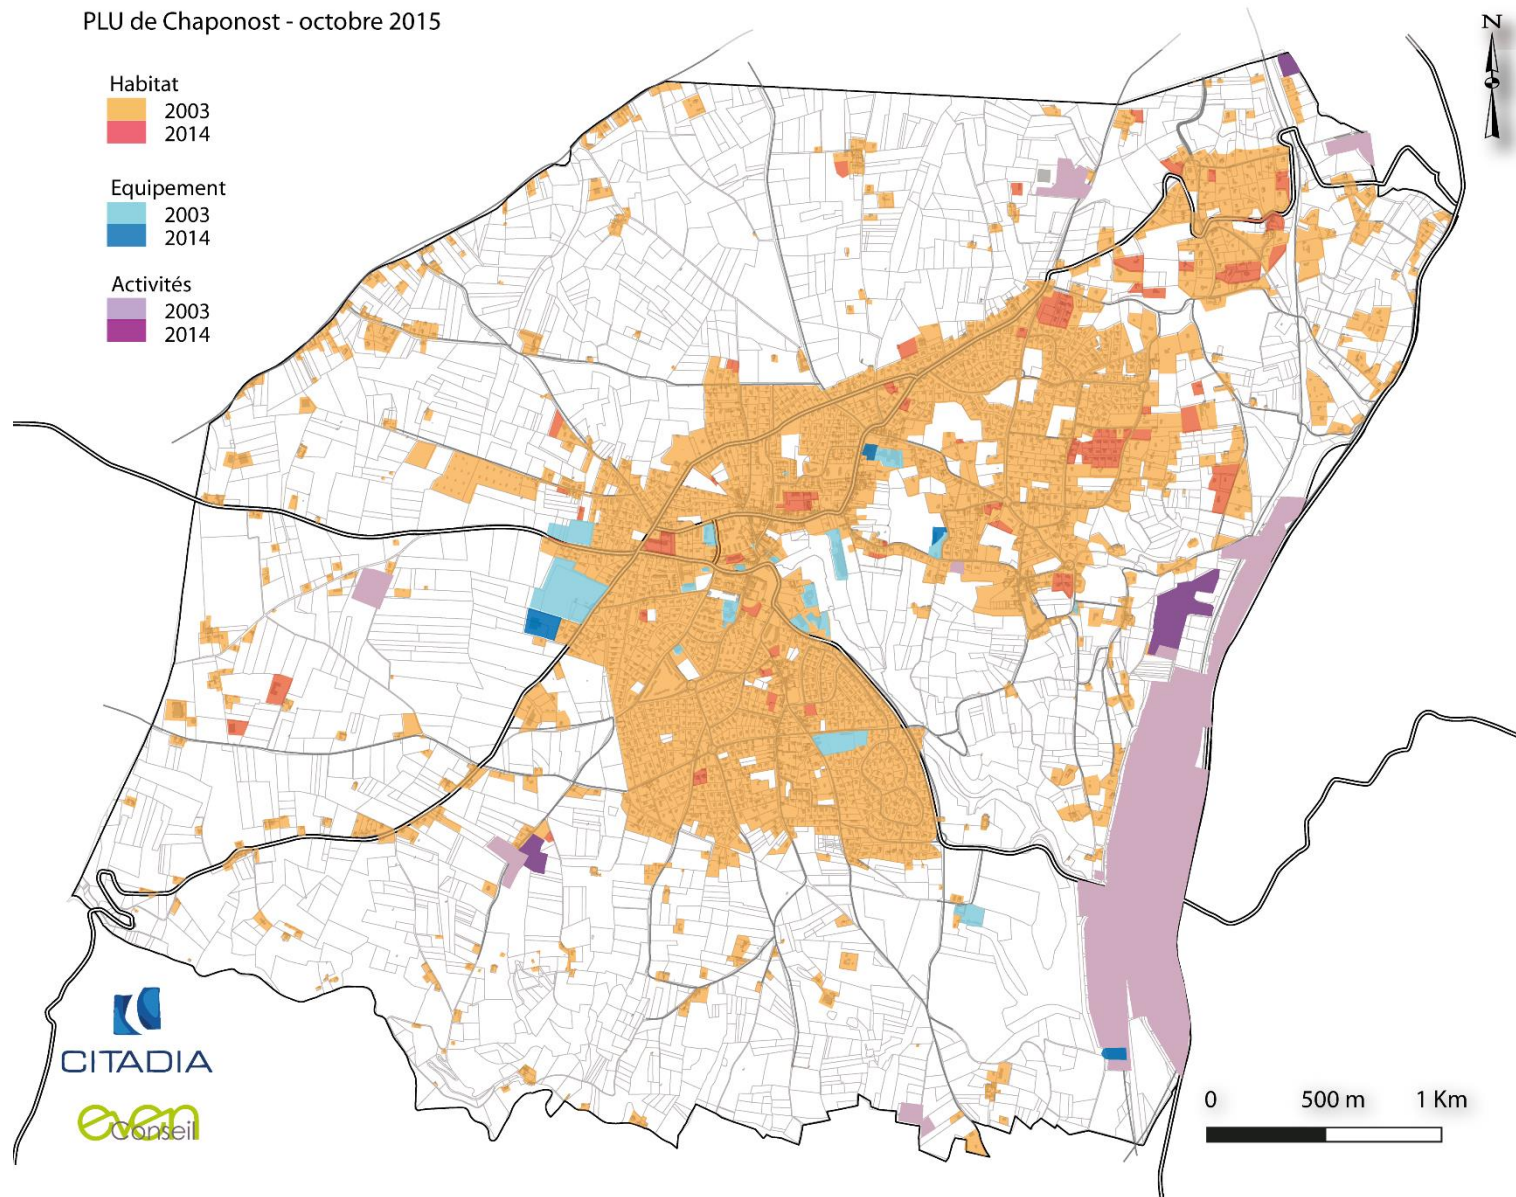 PLU de Chaponost - octobre 2015
N
Habitat
2003
2014
Equipement
2003
2014
Activités
2003
2014
CITADIA
even
Conseil
0 500 m 1 Km